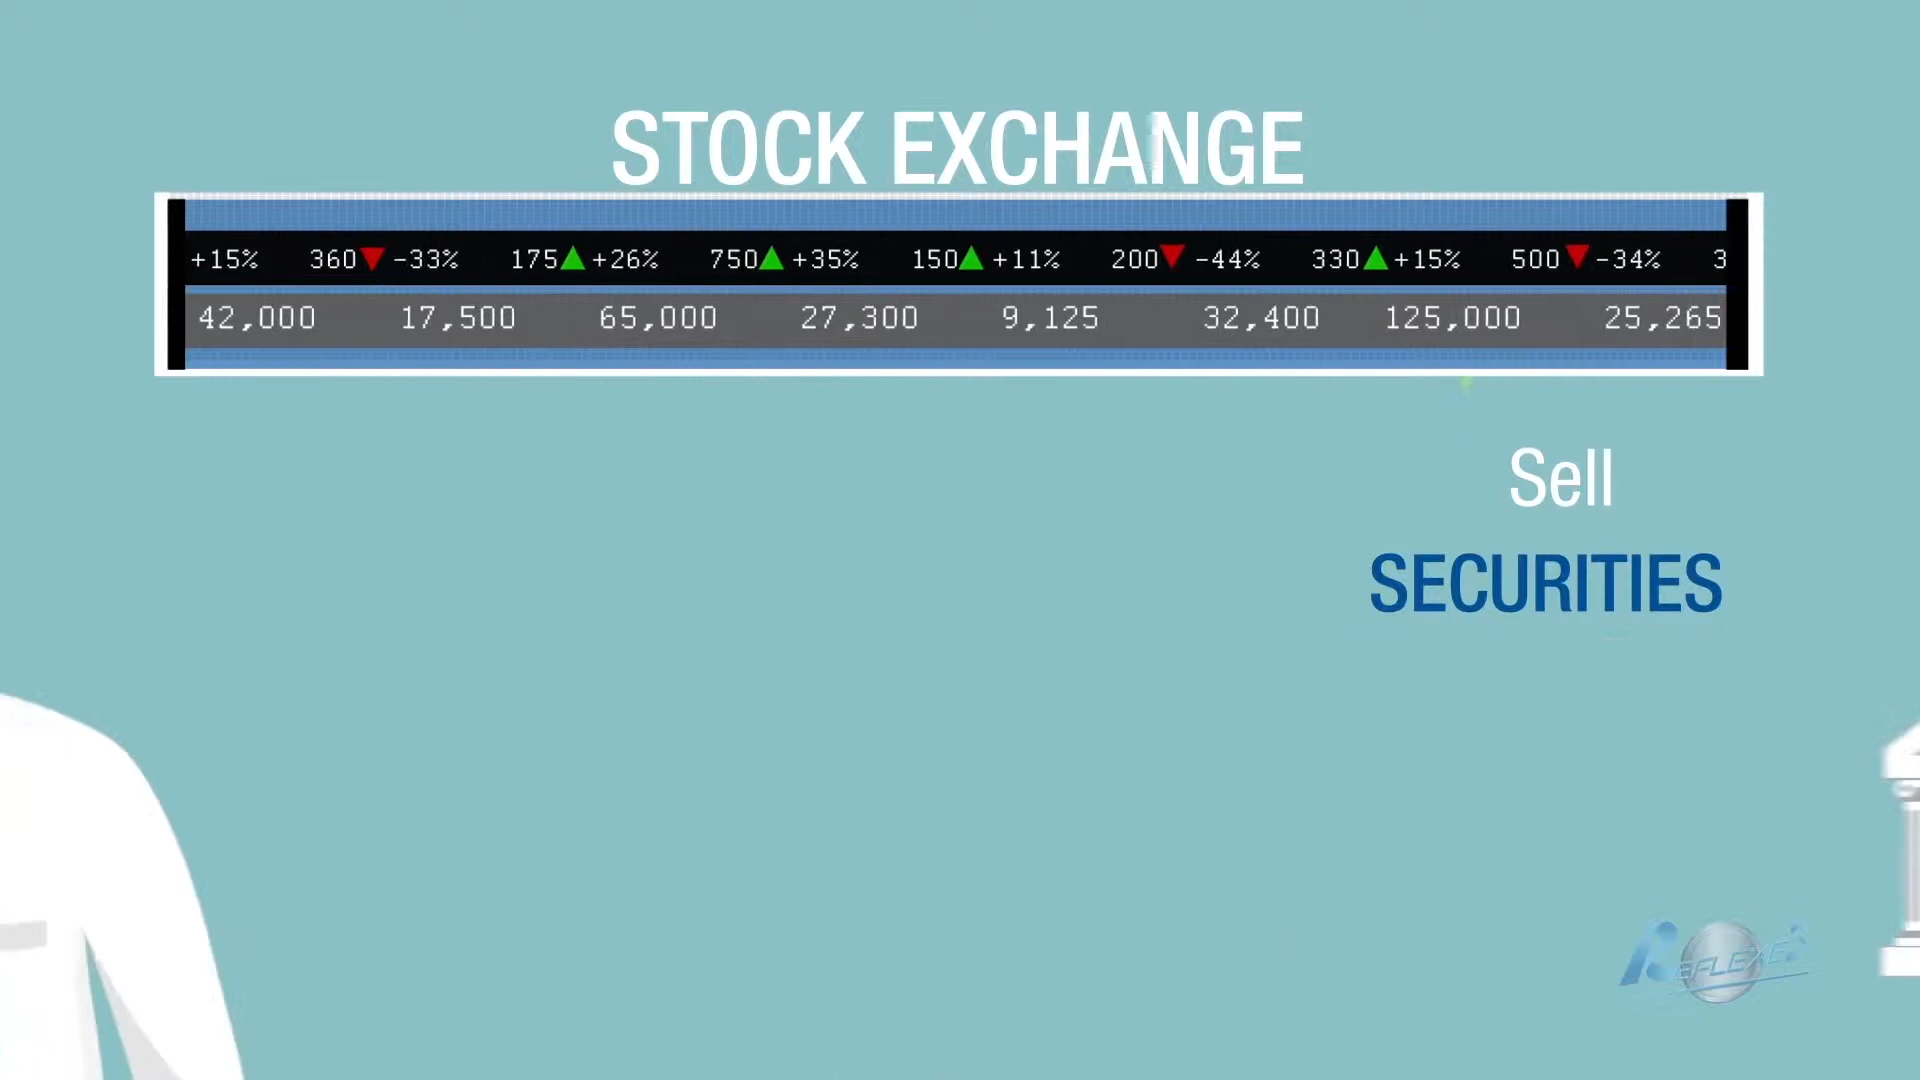 STOCK EXCHANGE
+15% 360▼-33% 175▲+26% 750▲+35% 150▲+11% 200▼-44% 330▲+15% 500▼-34% 3
42,000 17,500 65,000 27,300 9,125 32,400 125,000 25,265
Sell
SECURITIES
REFLEXES